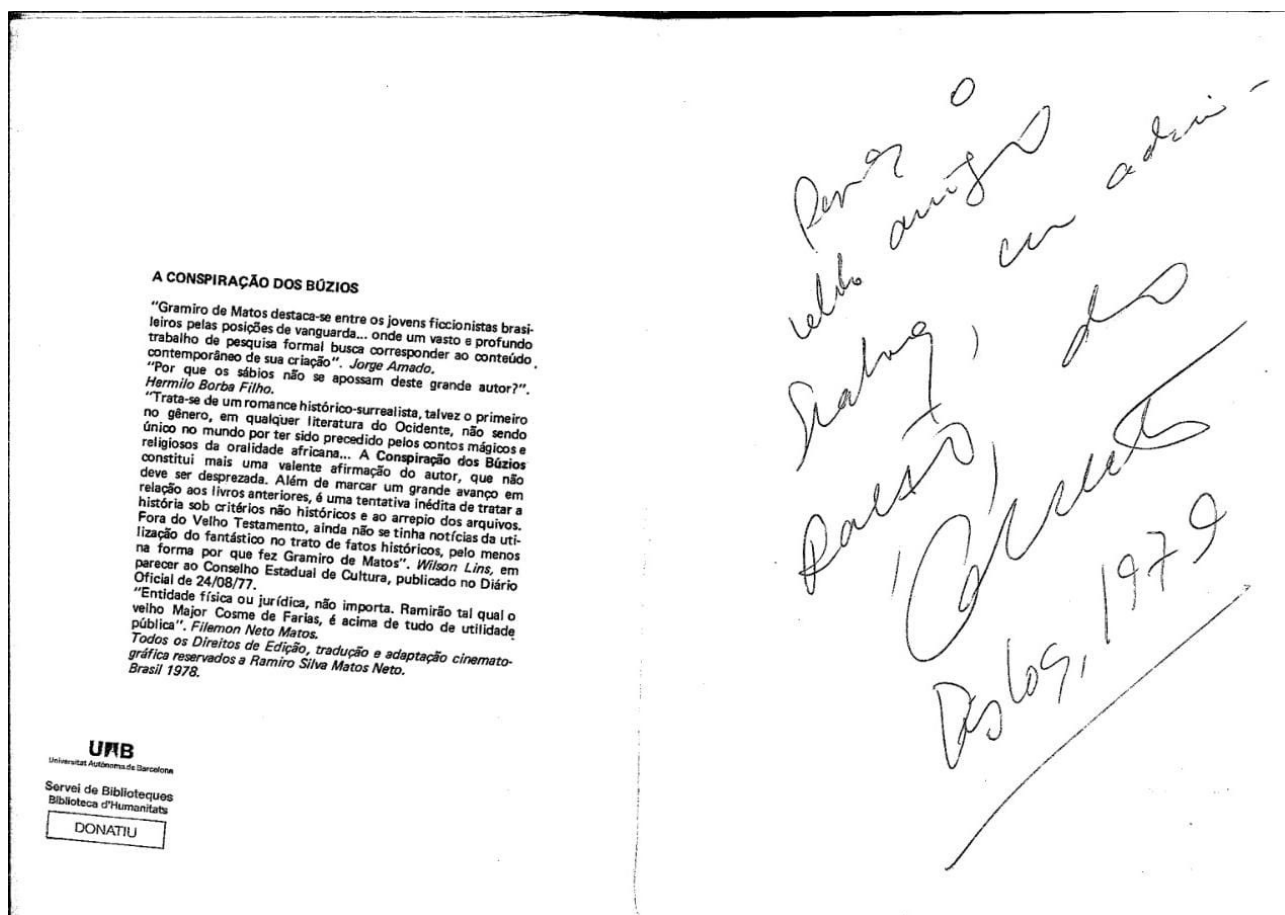 A CONSPIRAÇÃO DOS BÚZIOS
"Gramiro de Matos destaca-se entre os jovens ficcionistas brasi-
leiros pelas posições de vanguarda... onde um vasto e profundo
trabalho de pesquisa formal busca corresponder ao conteúdo
contemporâneo de sua criação". Jorge Amado.
"Por que os sábios não se apossam deste grande autor?".
Hermilo Borba Filho.
"Trata-se de um romance histórico-surrealista, talvez o primeiro
no gênero, em qualquer literatura do Ocidente, não sendo
único no mundo por ter sido precedido pelos contos mágicos e
religiosos da oralidade africana... A Conspiração dos Búzios
constitui mais uma valente afirmação do autor, que não
deve ser desprezada. Além de marcar um grande avanço em
relação aos livros anteriores, é uma tentativa inédita de tratar a
história sob critérios não históricos e ao arrepio dos arquivos.
Fora do Velho Testamento, ainda não se tinha notícias da uti-
lização do fantástico no trato de fatos históricos, pelo menos
na forma por que fez Gramiro de Matos". Wilson Lins, em
parecer ao Conselho Estadual de Cultura, publicado no Diário
Oficial de 24/08/77.
"Entidade física ou jurídica, não importa. Ramirão tal qual o
velho Major Cosme de Farias, é acima de tudo de utilidade
pública". Filemon Neto Matos.
Todos os Direitos de Edição, tradução e adaptação cinemato-
gráfica reservados a Ramiro Silva Matos Neto.
Brasil 1978.
UAB
Universitat Autònoma de Barcelona
Servei de Biblioteques
Biblioteca d'Humanitats
DONATIU
Para o
velho amigo
com admi-
do
1979